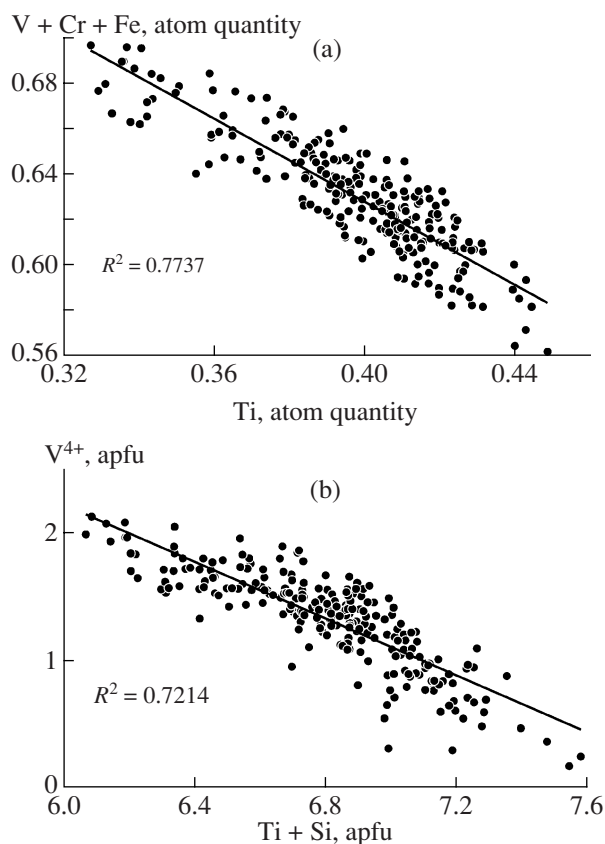 V + Cr + Fe, atom quantity
(a)
0.68
0.64
0.60
R² = 0.7737
0.56
0.32 0.36 0.40 0.44
Ti, atom quantity
V⁴⁺, apfu
(b)
2
1
R² = 0.7214
0
6.0 6.4 6.8 7.2 7.6
Ti + Si, apfu